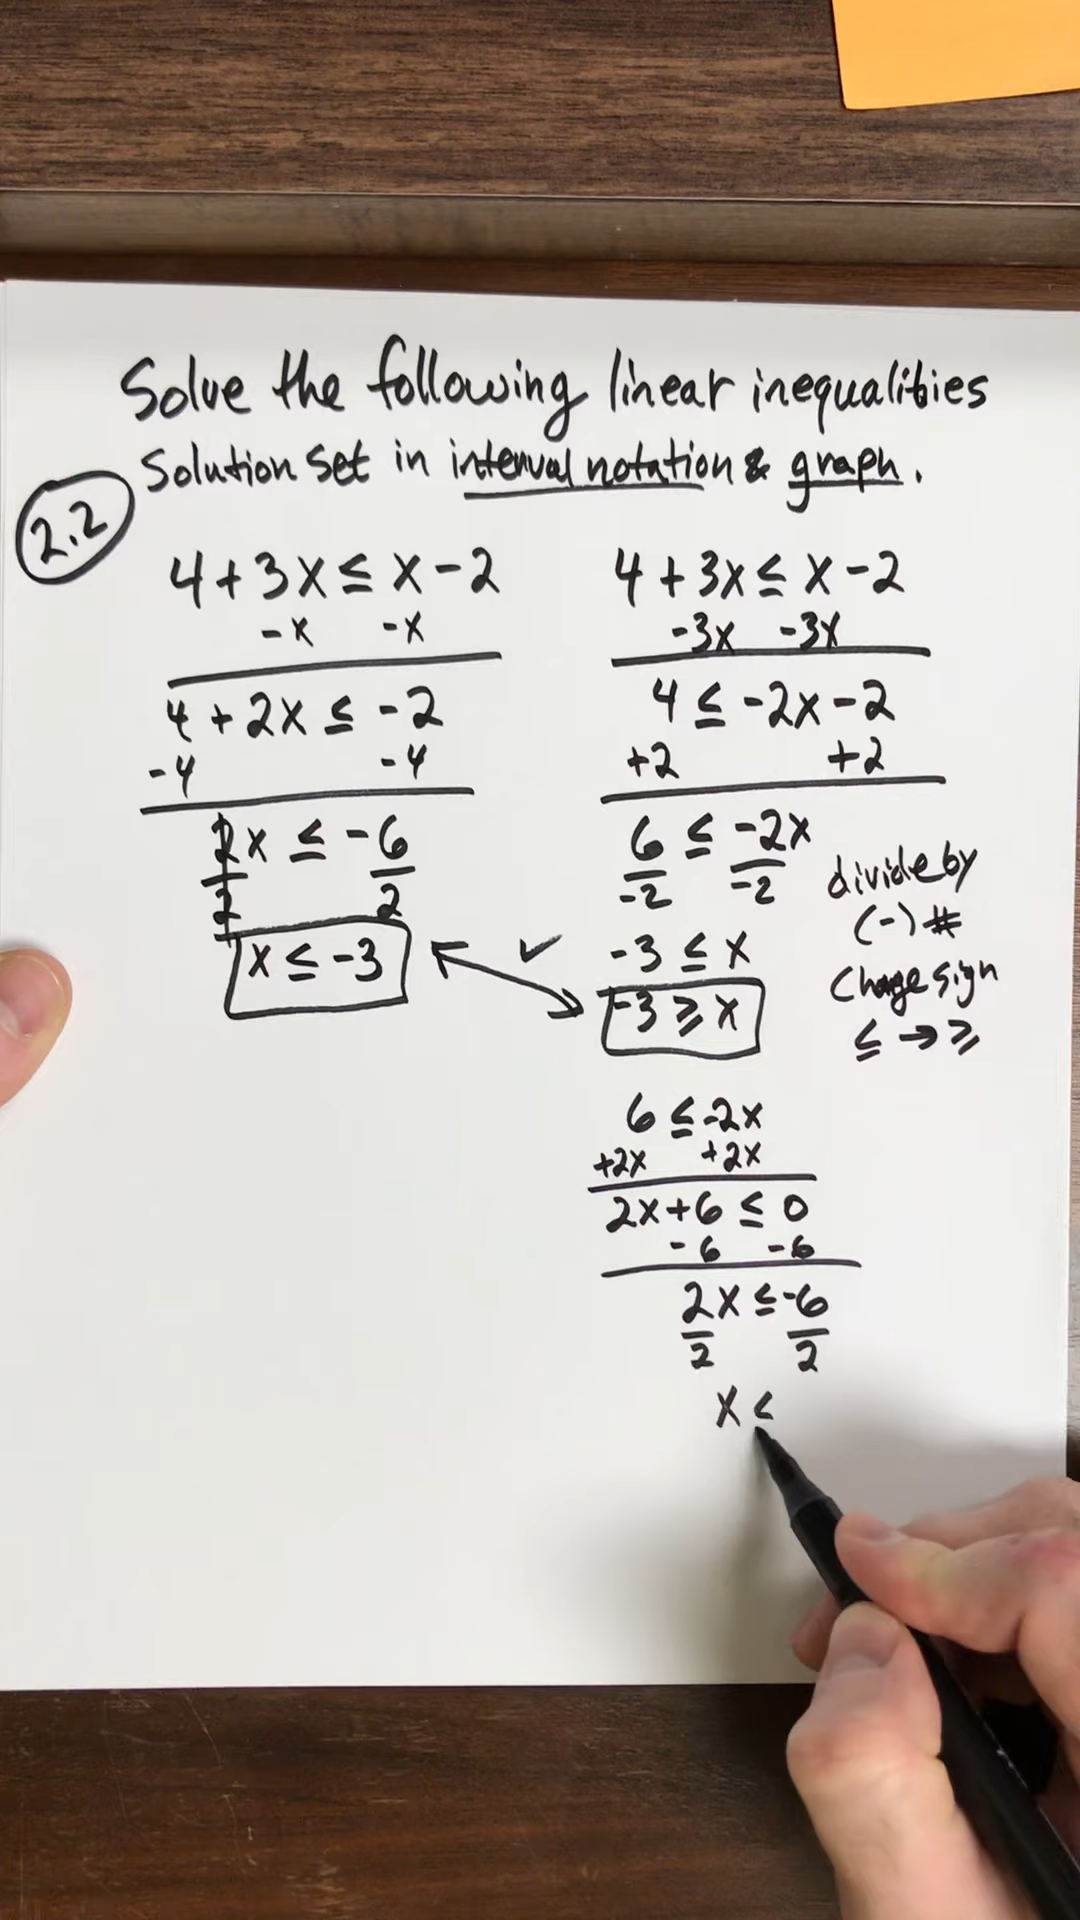 Solve the following linear inequalities
Solution set in interval notation & graph.
2.2
4+3x ≤ x-2
-x -x
4+2x ≤ -2
-4 -4
2x ≤ -6
2 2
x ≤ -3
4+3x ≤ x-2
-3x -3x
4 ≤ -2x-2
+2 +2
6 ≤ -2x
-2 -2
divide by
(-) #
Chage sign
≤ → ≥
-3 ≤ x
✓
-3 ≥ x
6 ≤ -2x
+2x +2x
2x+6 ≤ 0
-6 -6
2x ≤ -6
2 2
x <